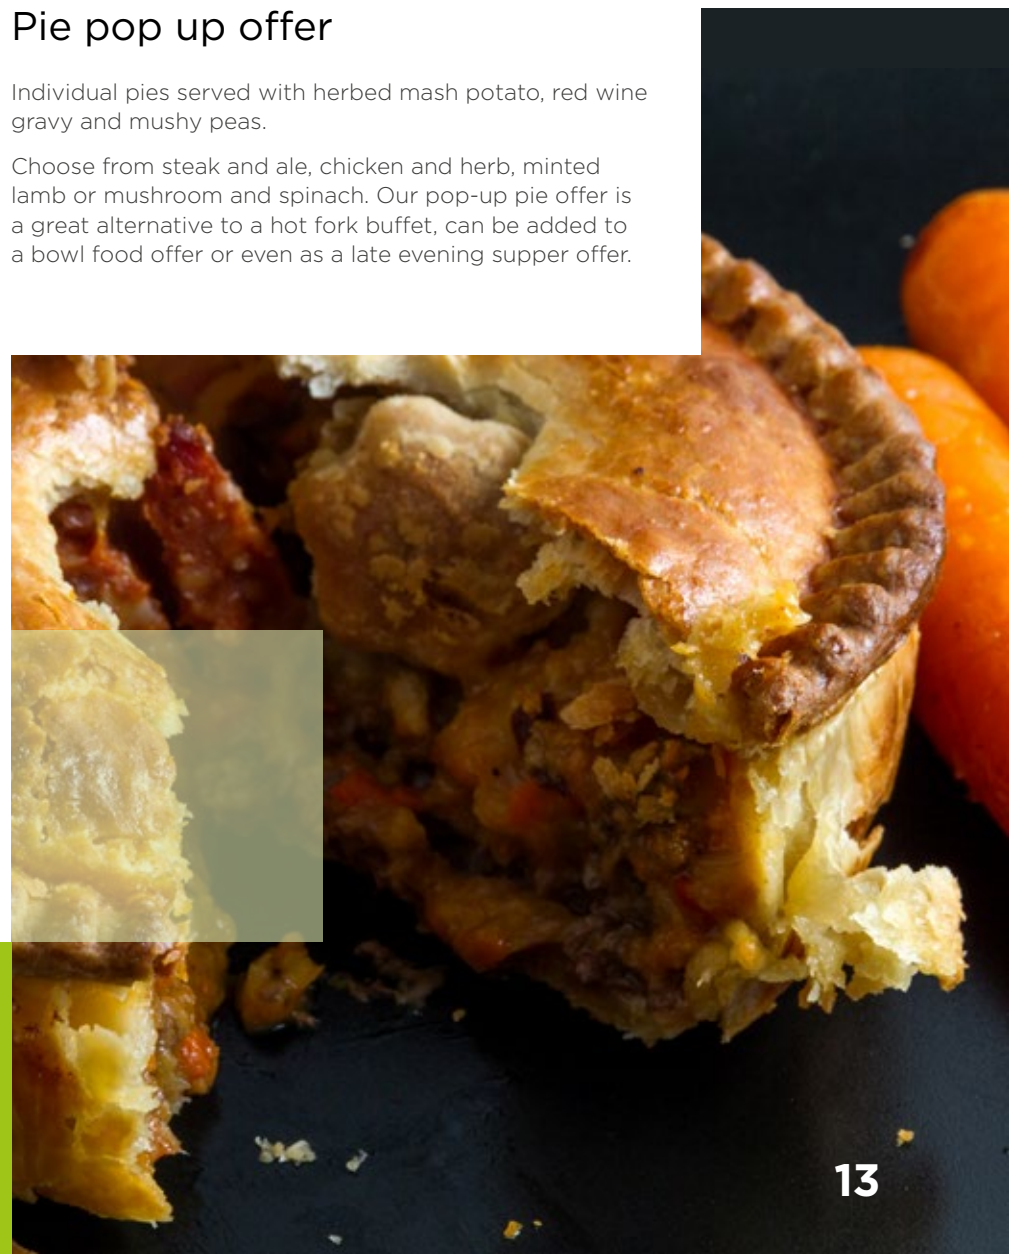 Pie pop up offer
Individual pies served with herbed mash potato, red wine
gravy and mushy peas.
Choose from steak and ale, chicken and herb, minted
lamb or mushroom and spinach. Our pop-up pie offer is
a great alternative to a hot fork buffet, can be added to
a bowl food offer or even as a late evening supper offer.
13